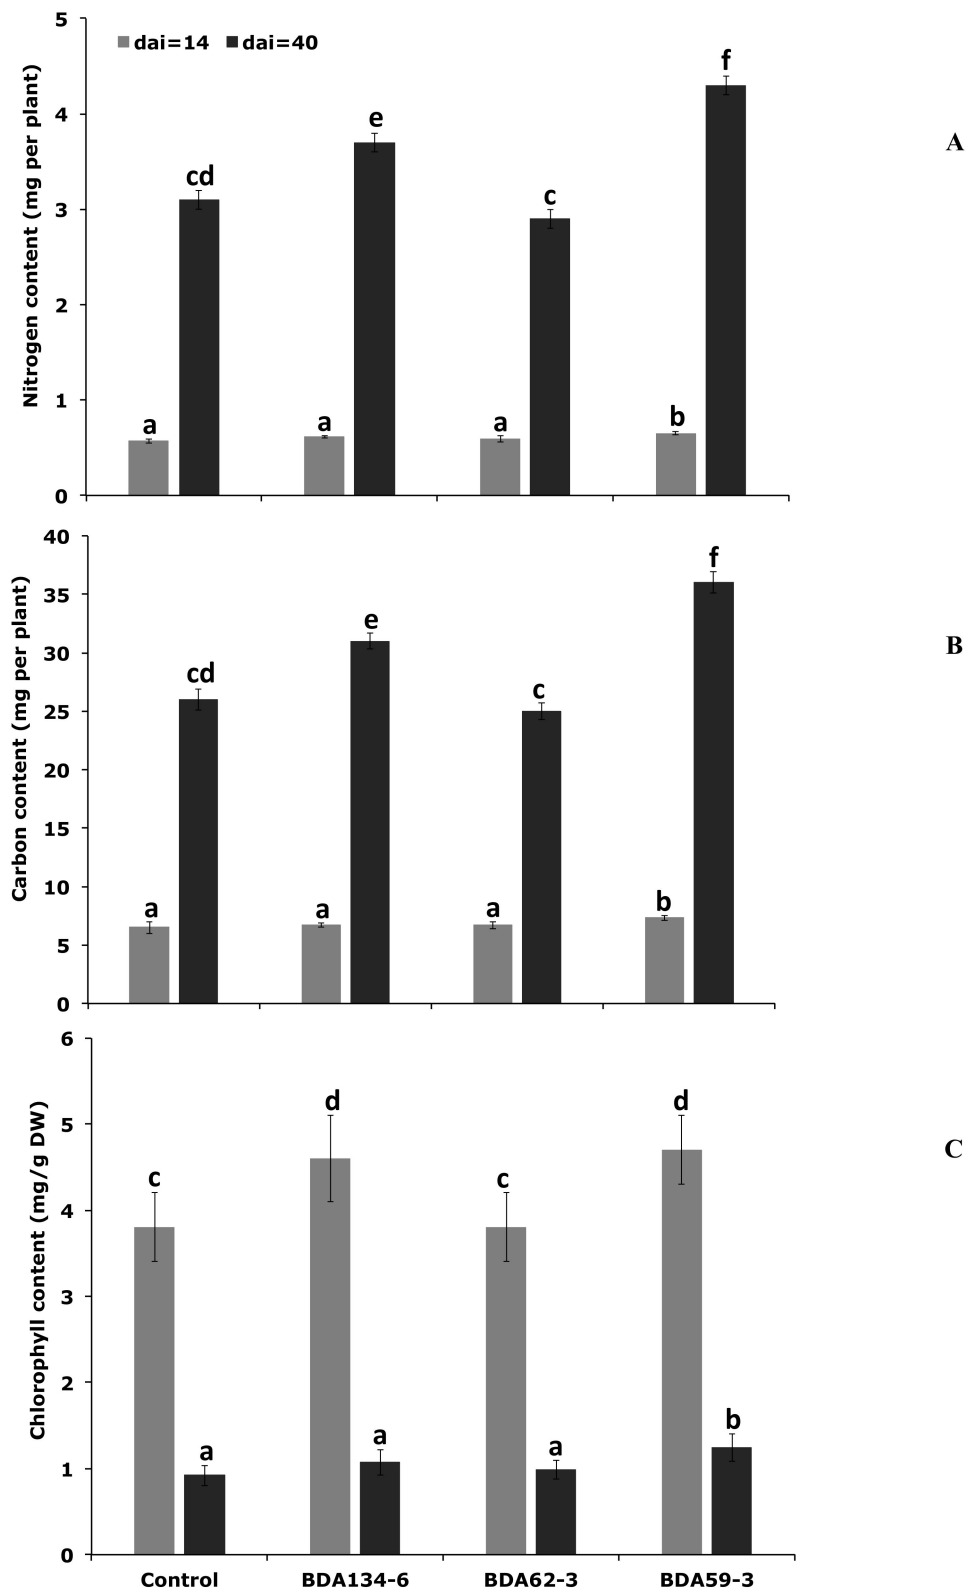 5
dai=14 dai=40
f
4
e
cd
3
c
2
1
a a a b
0
Nitrogen content (mg per plant)
A
40
f
35
e
30
cd
c
25
20
15
10
a a a b
5
0
Carbon content (mg per plant)
B
6
d d
5
c c
4
3
2
b
a a a
1
0
Chlorophyll content (mg/g DW)
C
Control BDA134-6 BDA62-3 BDA59-3